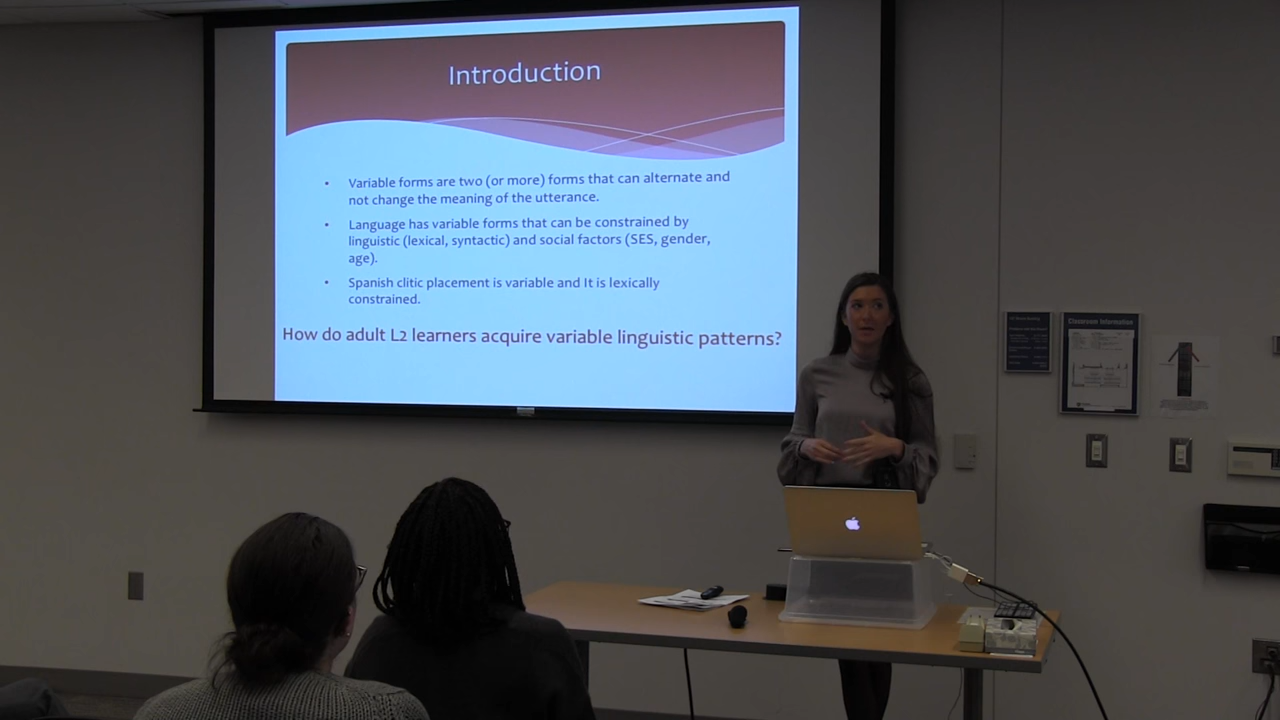 Introduction
• Variable forms are two (or more) forms that can alternate and
not change the meaning of the utterance.
• Language has variable forms that can be constrained by
linguistic (lexical, syntactic) and social factors (SES, gender,
age).
• Spanish clitic placement is variable and It is lexically
constrained.
How do adult L2 learners acquire variable linguistic patterns?
Classroom Information